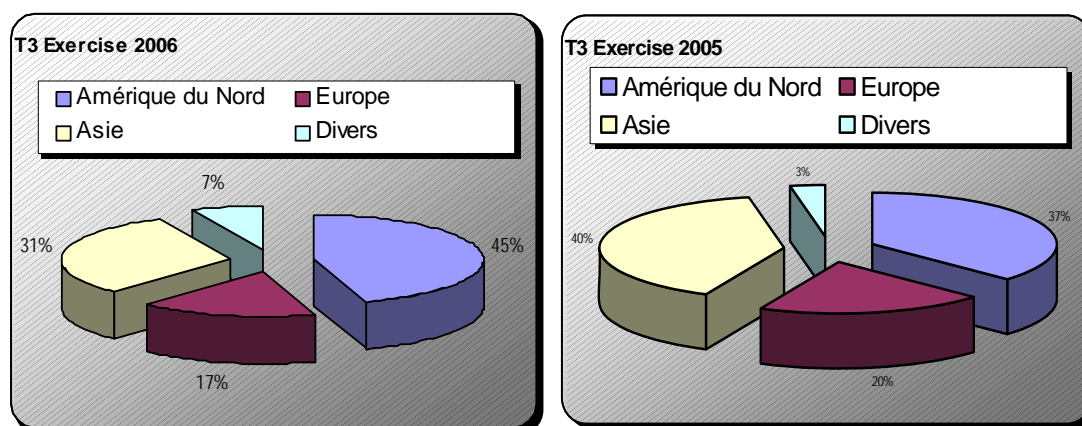 T3 Exercise 2006
Amérique du Nord Europe
Asie Divers
7%
31%
45%
17%
T3 Exercise 2005
Amérique du Nord Europe
Asie Divers
3%
37%
40%
20%